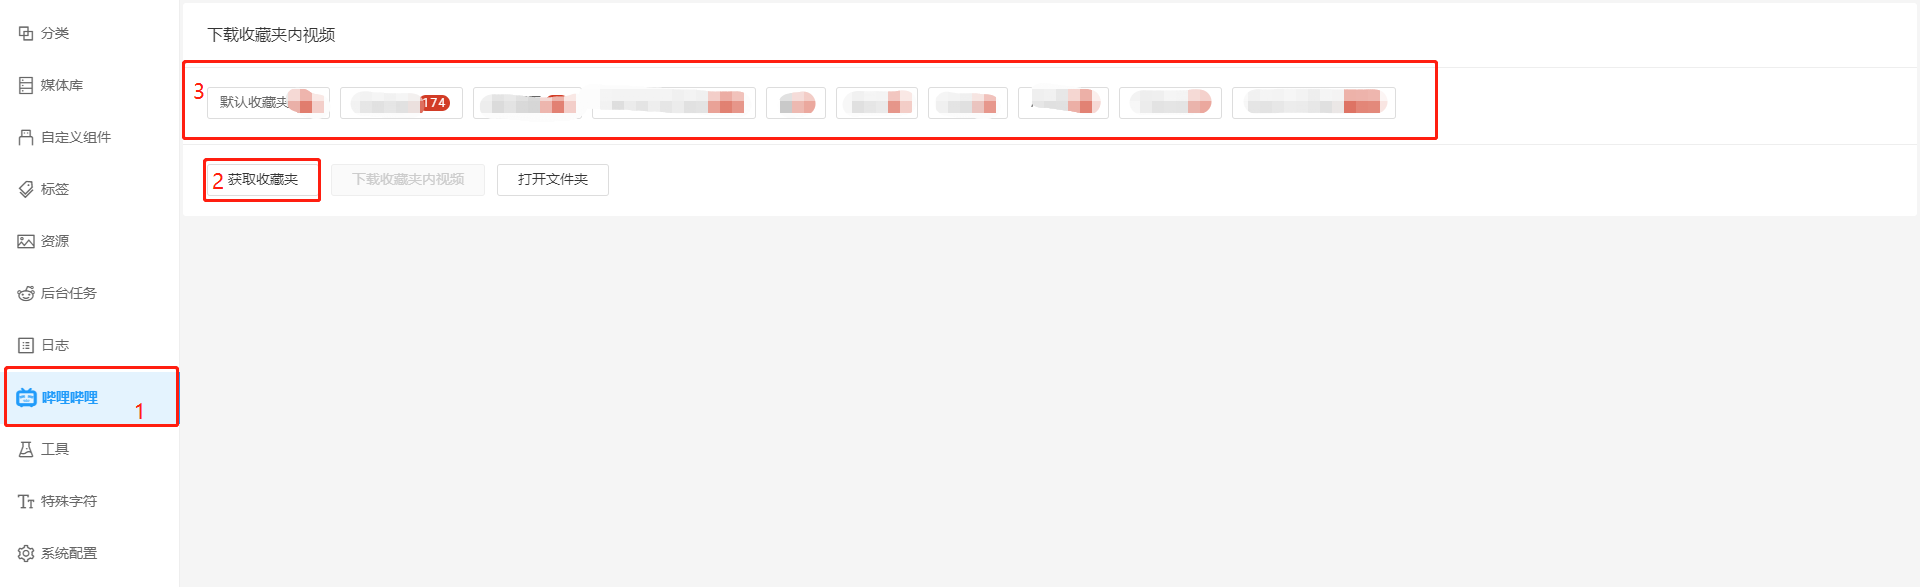 分类
媒体库
自定义组件
标签
资源
后台任务
日志
哔哩哔哩
1
工具
特殊字符
系统配置
下载收藏夹内视频
3
默认收藏夹
174
2
获取收藏夹
下载收藏夹内视频
打开文件夹